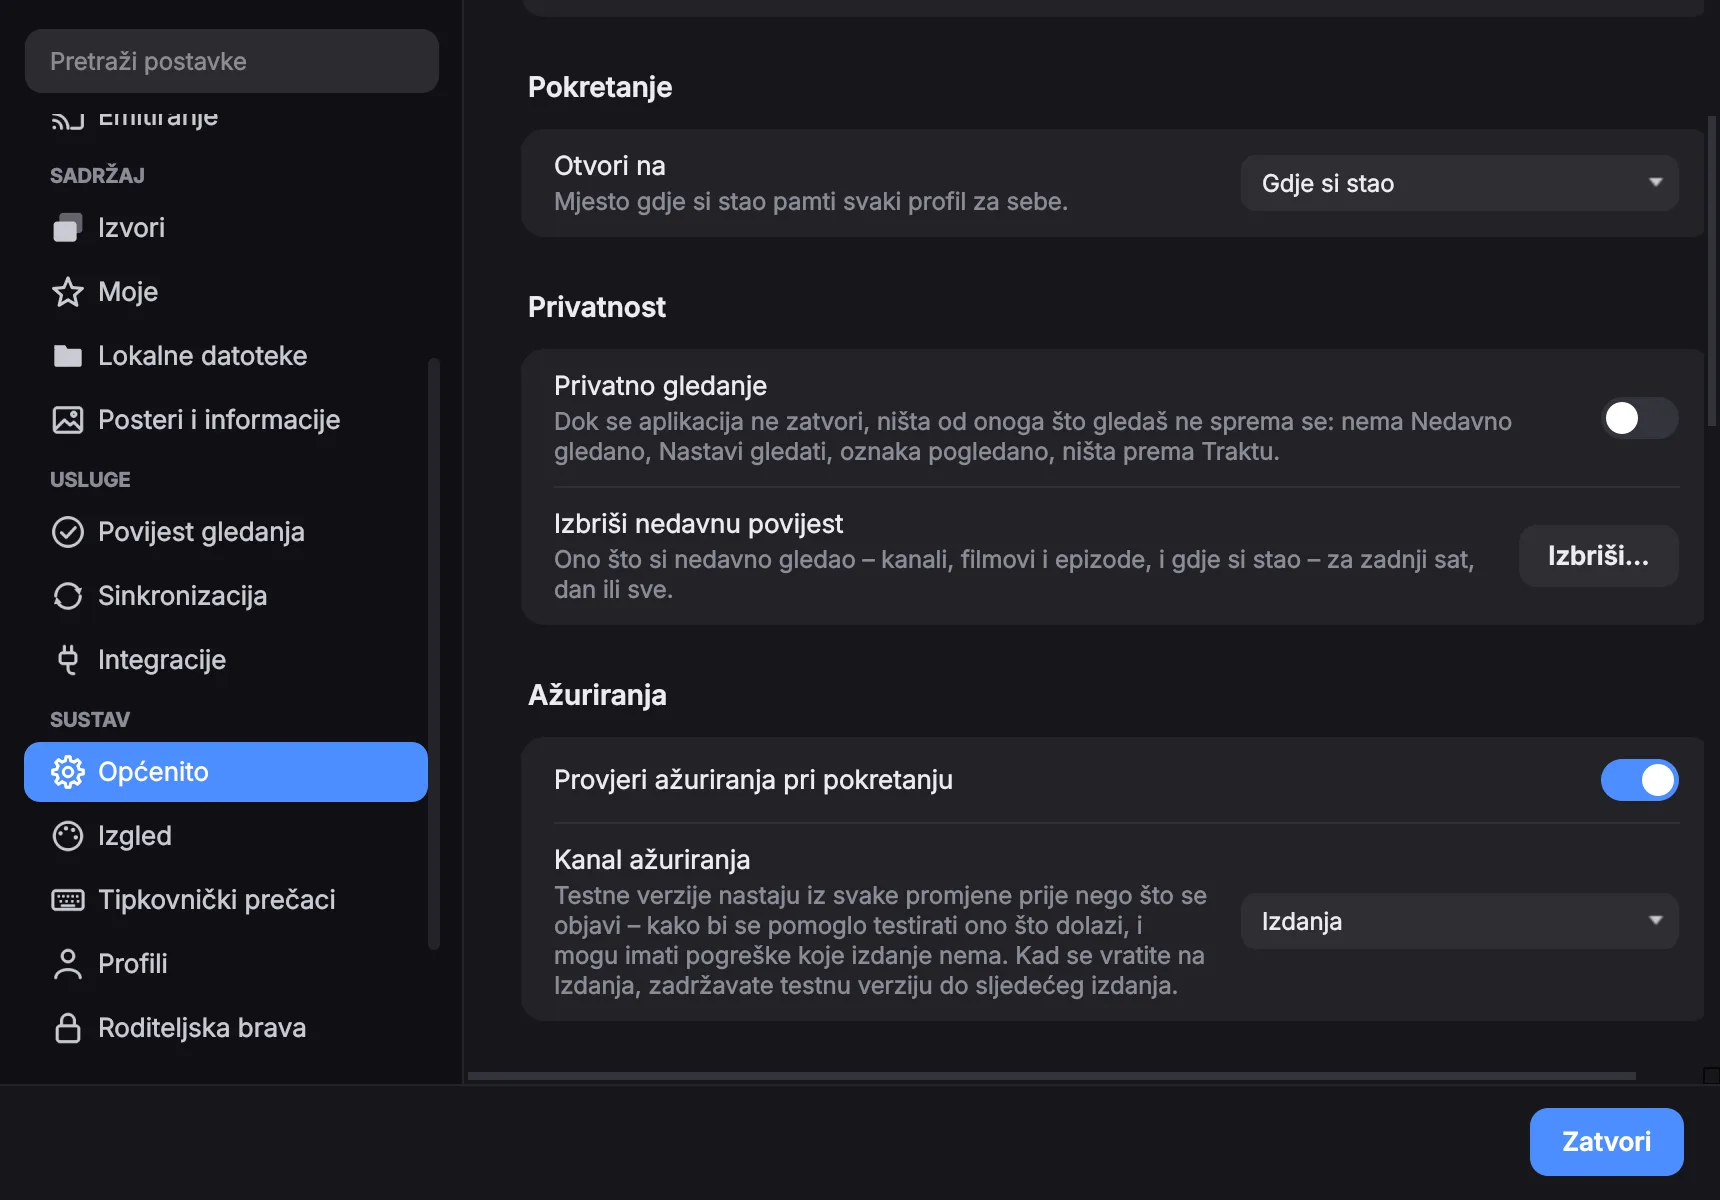 Pretraži postavke
Emitiranje
SADRŽAJ
Izvori
Moje
Lokalne datoteke
Posteri i informacije
USLUGE
Povijest gledanja
Sinkronizacija
Integracije
SUSTAV
Općenito
Izgled
Tipkovnički prečaci
Profili
Roditeljska brava
Pokretanje
Otvori na
Mjesto gdje si stao pamti svaki profil za sebe.
Gdje si stao
Privatnost
Privatno gledanje
Dok se aplikacija ne zatvori, ništa od onoga što gledaš ne sprema se: nema Nedavno
gledano, Nastavi gledati, oznaka pogledano, ništa prema Traktu.
Izbriši nedavnu povijest
Ono što si nedavno gledao – kanali, filmovi i epizode, i gdje si stao – za zadnji sat,
dan ili sve.
Izbriši...
Ažuriranja
Provjeri ažuriranja pri pokretanju
Kanal ažuriranja
Testne verzije nastaju iz svake promjene prije nego što se
objavi – kako bi se pomoglo testirati ono što dolazi, i
mogu imati pogreške koje izdanje nema. Kad se vratite na
Izdanja, zadržavate testnu verziju do sljedećeg izdanja.
Izdanja
Zatvori